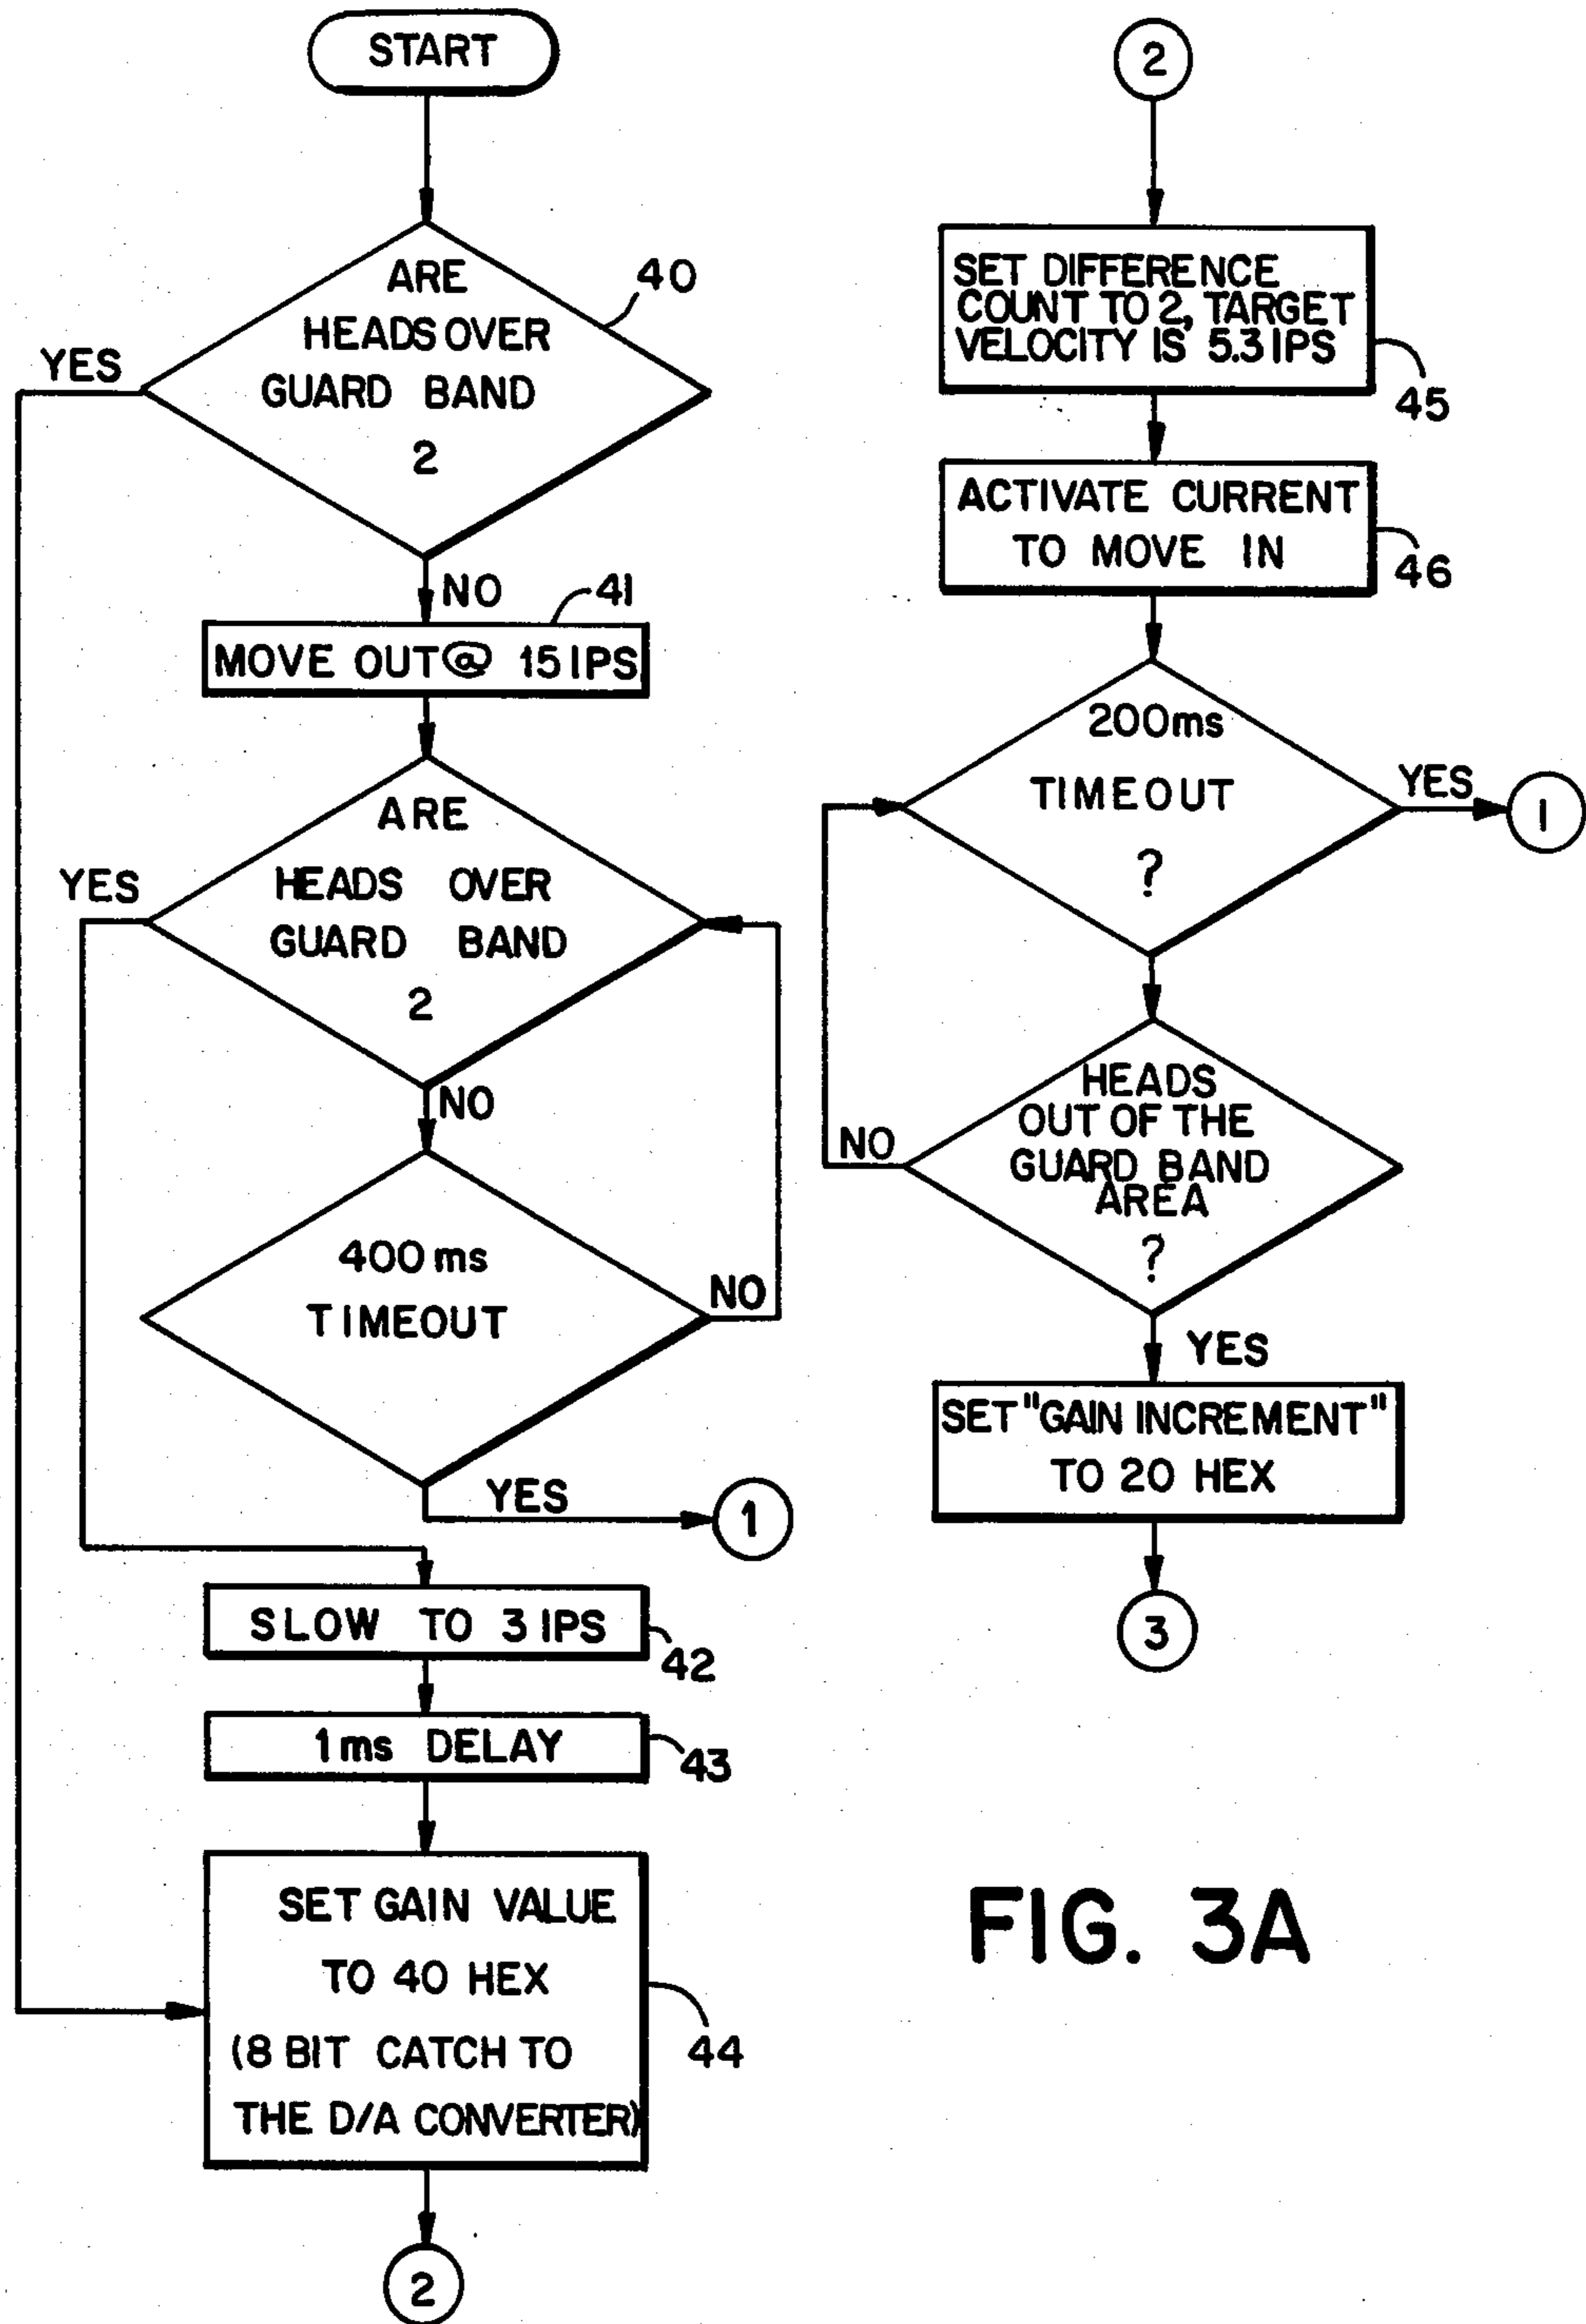 START
ARE
HEADS OVER
GUARD BAND
2
40
YES
NO
41
MOVE OUT @ 15 IPS
ARE
HEADS OVER
GUARD BAND
2
YES
NO
400 ms
TIMEOUT
NO
YES
1
SLOW TO 3 IPS
42
1 ms DELAY
43
SET GAIN VALUE
TO 40 HEX
(8 BIT CATCH TO
THE D/A CONVERTER)
44
2
2
SET DIFFERENCE
COUNT TO 2, TARGET
VELOCITY IS 5.3 IPS
45
ACTIVATE CURRENT
TO MOVE IN
46
200ms
TIMEOUT
?
YES
1
HEADS
OUT OF THE
GUARD BAND
AREA
?
NO
YES
SET "GAIN INCREMENT"
TO 20 HEX
3
FIG. 3A